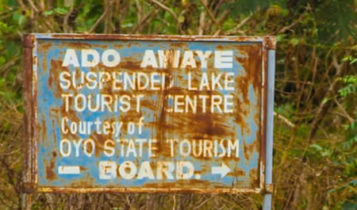 ADO AWAYE
SUSPENDED LAKE
TOURIST CENTRE
Courtesy of
OYO STATE TOURISM
BOARD. →